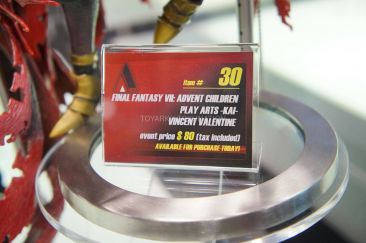 Item # 30
FINAL FANTASY VII: ADVENT CHILDREN
PLAY ARTS -KAI-
VINCENT VALENTINE
event price $ 80 (tax included)
AVAILABLE FOR PURCHASE TODAY!